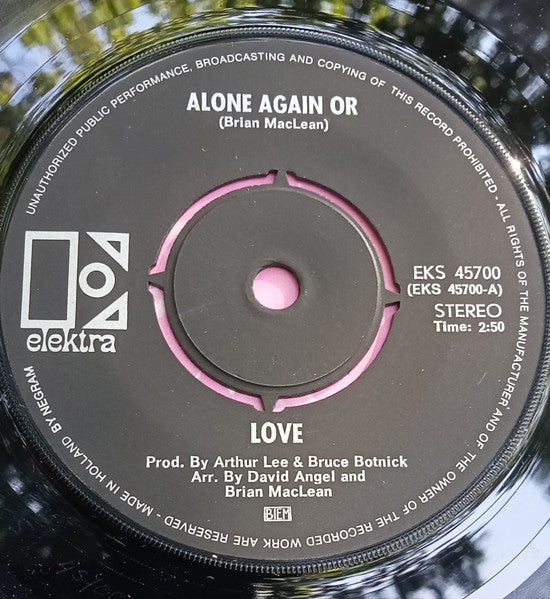 UNAUTHORIZED PUBLIC PERFORMANCE, BROADCASTING AND COPYING OF THIS RECORD PROHIBITED - ALL RIGHTS OF THE MANUFACTURER AND OF THE OWNER OF THE RECORDED WORK ARE RESERVED - MADE IN HOLLAND BY NEGRAM
ALONE AGAIN OR
(Brian MacLean)
elektra
EKS 45700
(EKS 45700-A)
STEREO
Time: 2:50
LOVE
Prod. By Arthur Lee & Bruce Botnick
Arr. By David Angel and
Brian MacLean
BIEM